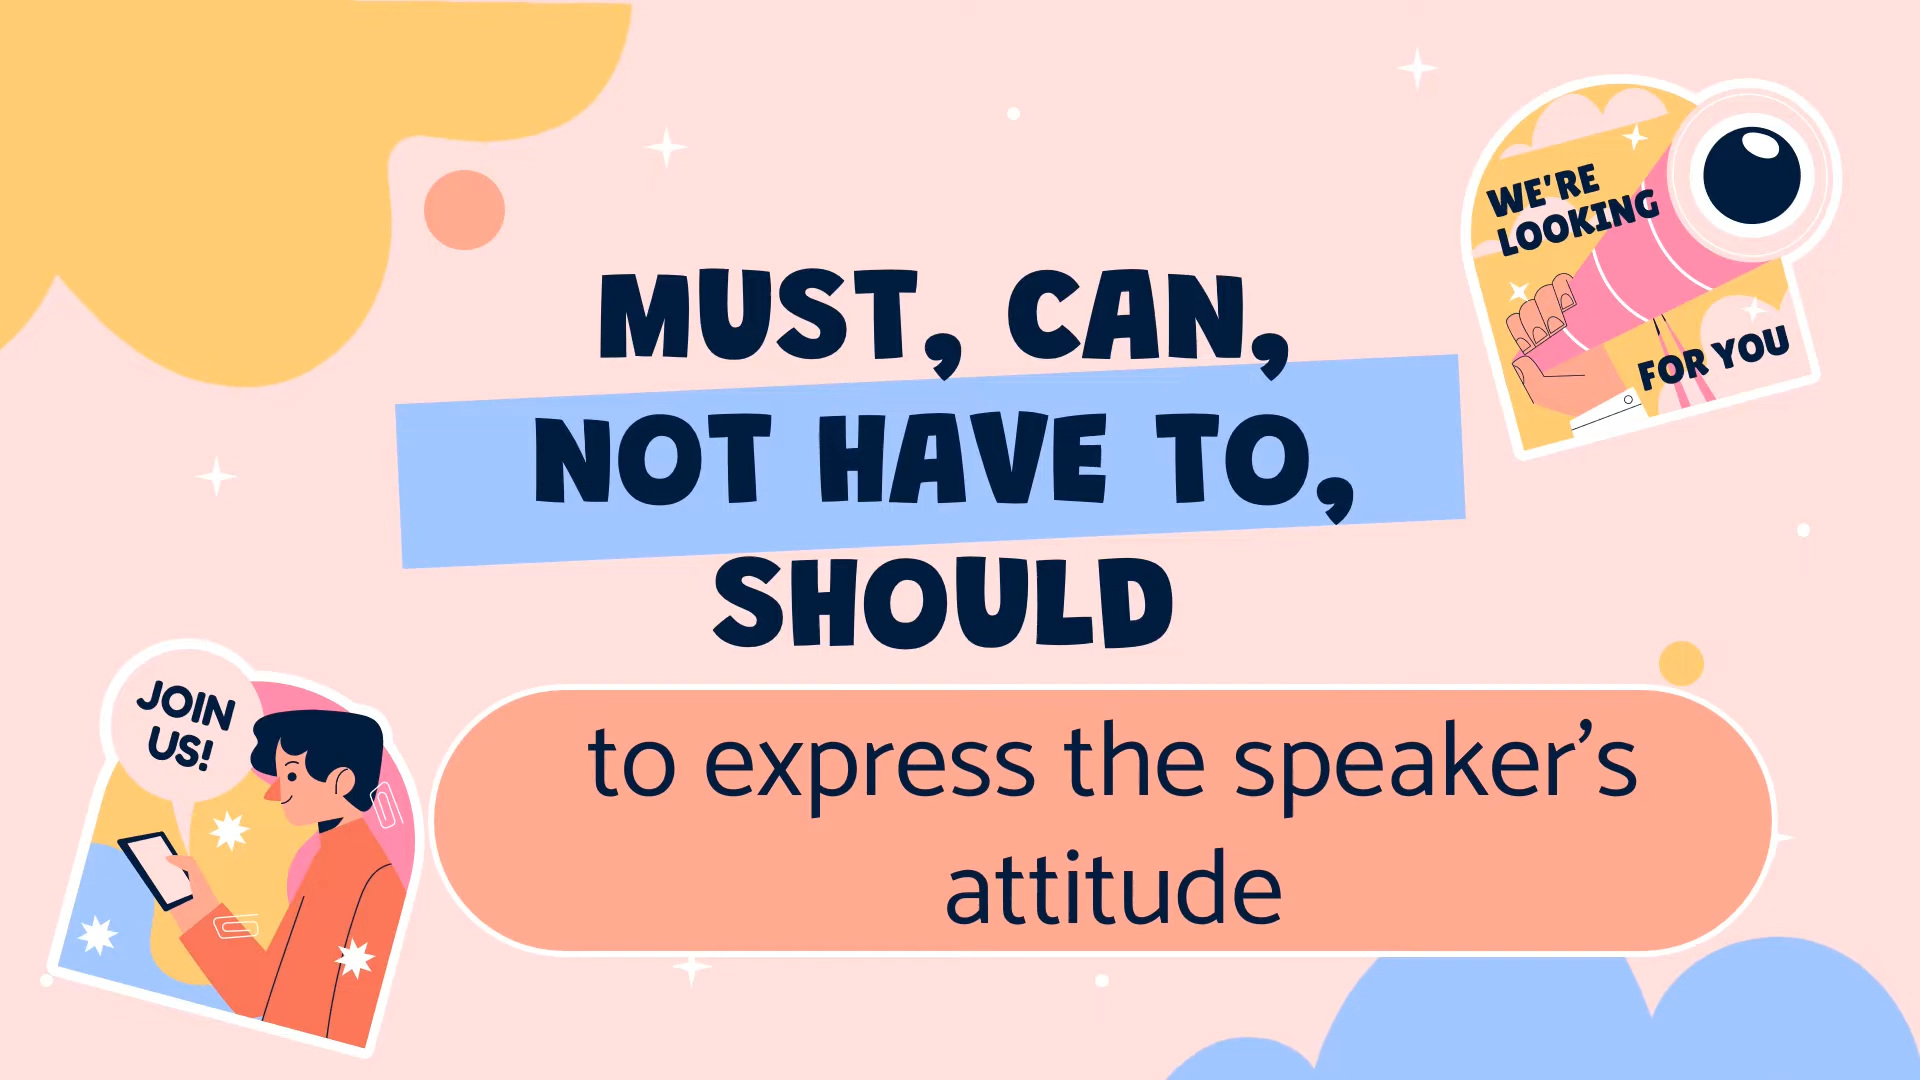 WE'RE
LOOKING
FOR YOU
MUST, CAN,
NOT HAVE TO,
SHOULD
JOIN
US!
to express the speaker’s
attitude